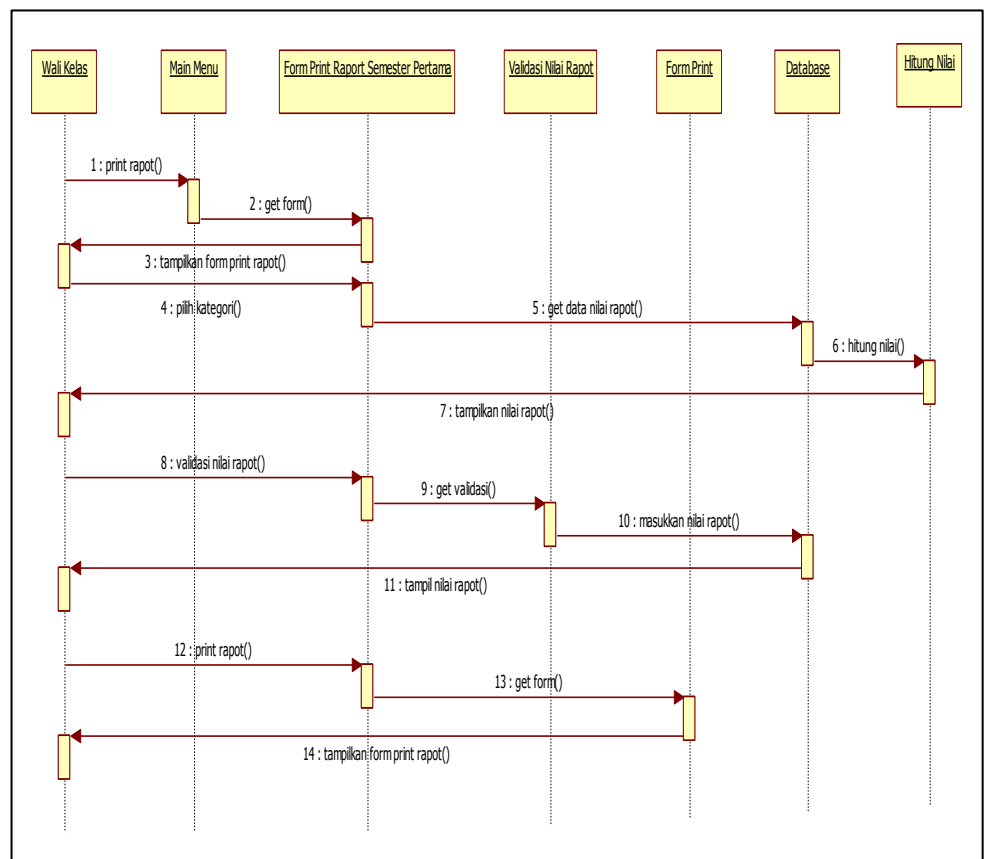 Wali Kelas
Main Menu
Form Print Raport Semester Pertama
Validasi Nilai Rapot
Form Print
Database
Hitung Nilai
1 : print rapot()
2 : get form()
3 : tampilkan form print rapot()
4 : pilih kategori()
5 : get data nilai rapot()
6 : hitung nilai()
7 : tampilkan nilai rapot()
8 : validasi nilai rapot()
9 : get validasi()
10 : masukkan nilai rapot()
11 : tampil nilai rapot()
12 : print rapot()
13 : get form()
14 : tampilkan form print rapot()